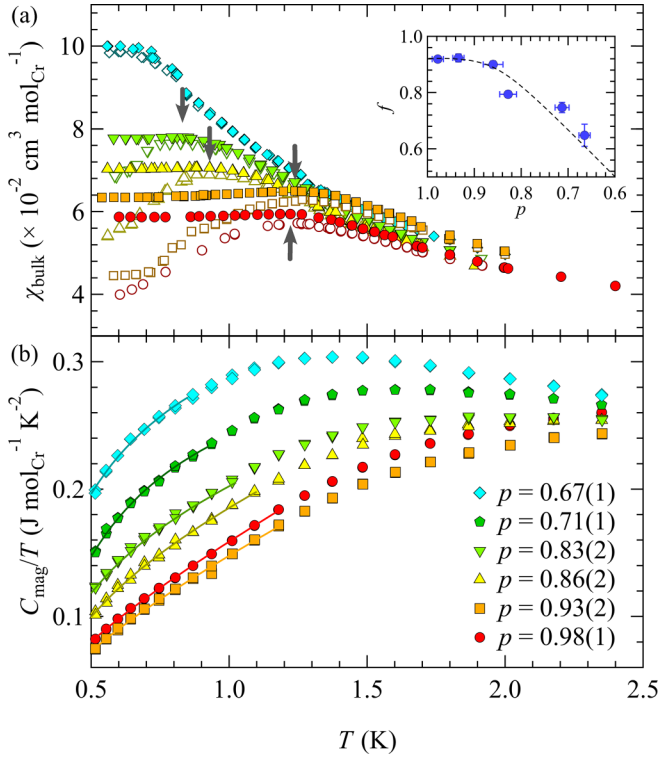 (a)
10
8
6
4
χbulk (× 10⁻² cm³ molCr⁻¹)
1.0
0.8
0.6
f
1.0 0.9 0.8 0.7 0.6
p
(b)
0.3
0.2
0.1
Cmag/T (J molCr⁻¹ K⁻²)
p = 0.67(1)
p = 0.71(1)
p = 0.83(2)
p = 0.86(2)
p = 0.93(2)
p = 0.98(1)
0.5 1.0 1.5 2.0 2.5
T (K)